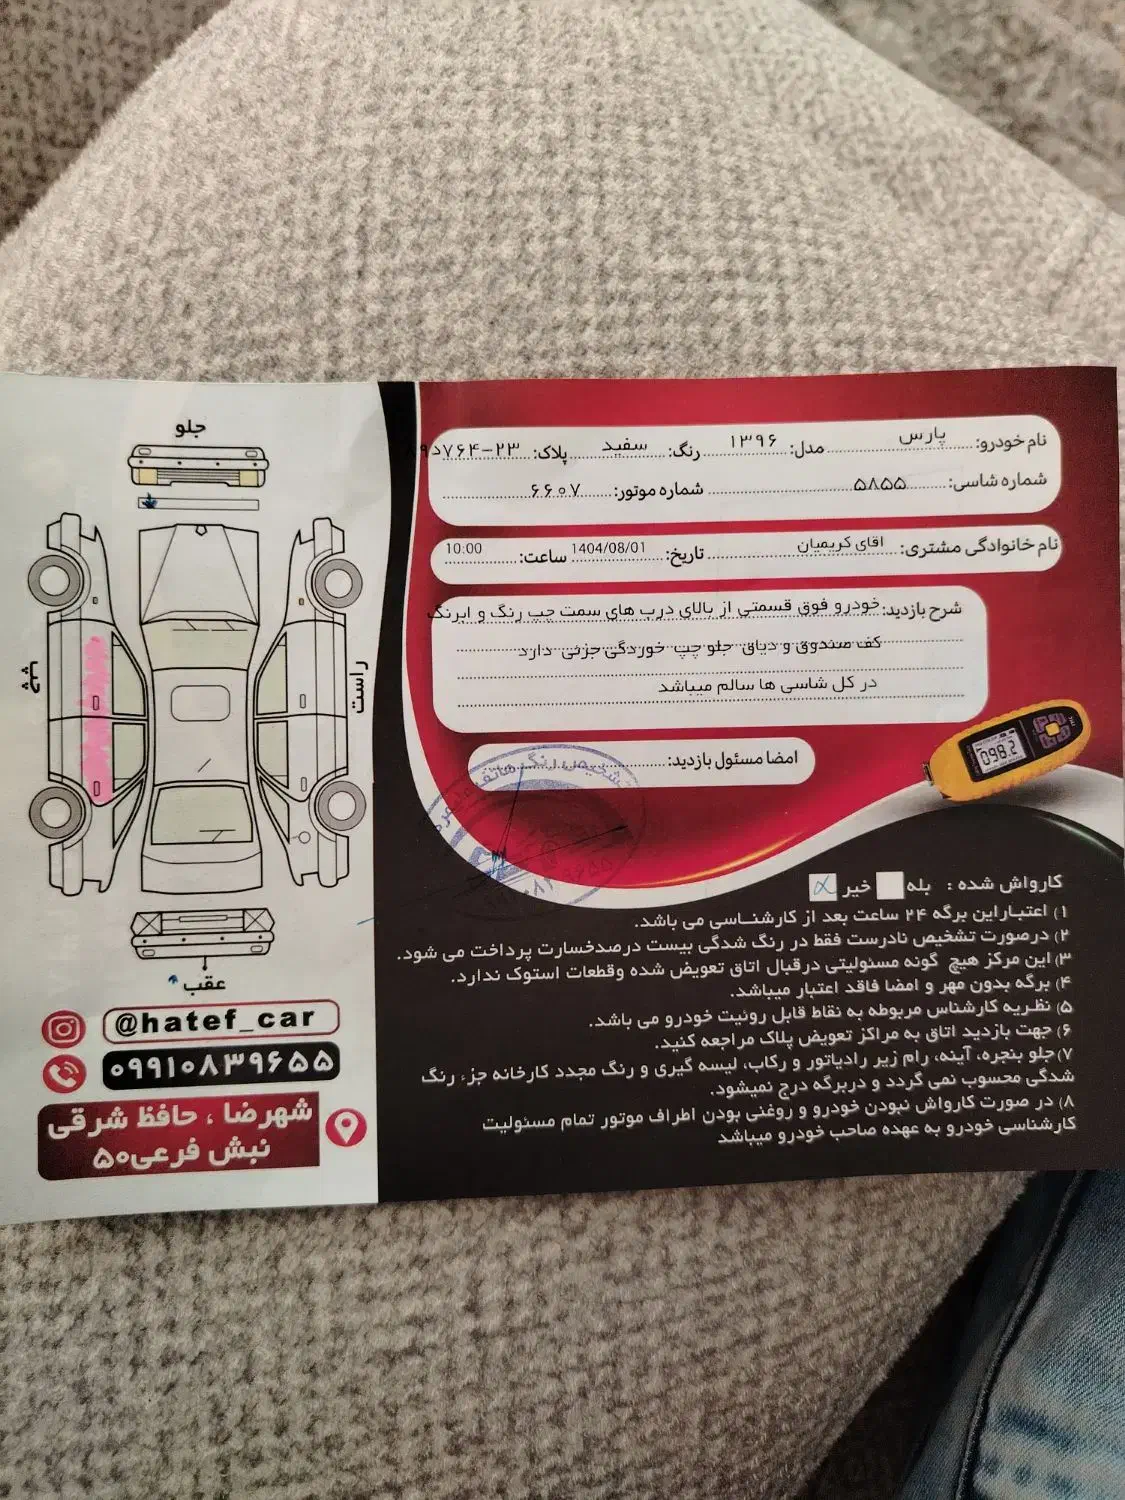 نام خودرو: پارس مدل: ۱۳۹۶ رنگ: سفید پلاک: ۲۳-۷۶۴د۸۹
شماره شاسی: ۵۸۵۵ شماره موتور: ۶۶۰۷
نام خانوادگی مشتری: اقای کریمیان تاریخ: 1404/08/01 ساعت: 10:00
شرح بازدید: خودرو فوق قسمتی از بالای درب های سمت چپ رنگ و ابرنگ
کف صندوق و دیاق جلو چپ خوردگی جزئی دارد
در کل شاسی ها سالم میباشد
امضا مسئول بازدید:
098.2
کارواش شده : بله خیر
۱) اعتبار این برگه ۲۴ ساعت بعد از کارشناسی می باشد.
۲) درصورت تشخیص نادرست فقط در رنگ شدگی بیست درصدخسارت پرداخت می شود.
۳) این مرکز هیچ گونه مسئولیتی درقبال اتاق تعویض شده وقطعات استوک ندارد.
۴) برگه بدون مهر و امضا فاقد اعتبار میباشد.
۵) نظریه کارشناس مربوطه به نقاط قابل رونیت خودرو می باشد.
۶) جهت بازدید اتاق به مراکز تعویض پلاک مراجعه کنید.
۷) جلو پنجره، آینه، رام زیر رادیاتور و رکاب، لیسه گیری و رنگ مجدد کارخانه جزء رنگ
شدگی محسوب نمی گردد و دربرگه درج نمیشود.
۸) در صورت کارواش نبودن خودرو و روغنی بودن اطراف موتور تمام مسئولیت
کارشناسی خودرو به عهده صاحب خودرو میباشد
جلو
راست
چپ
عقب
@hatef_car
۰۹۹۱۰۸۳۹۶۵۵
شهرضا ، حافظ شرقی
نبش فرعی۵۰